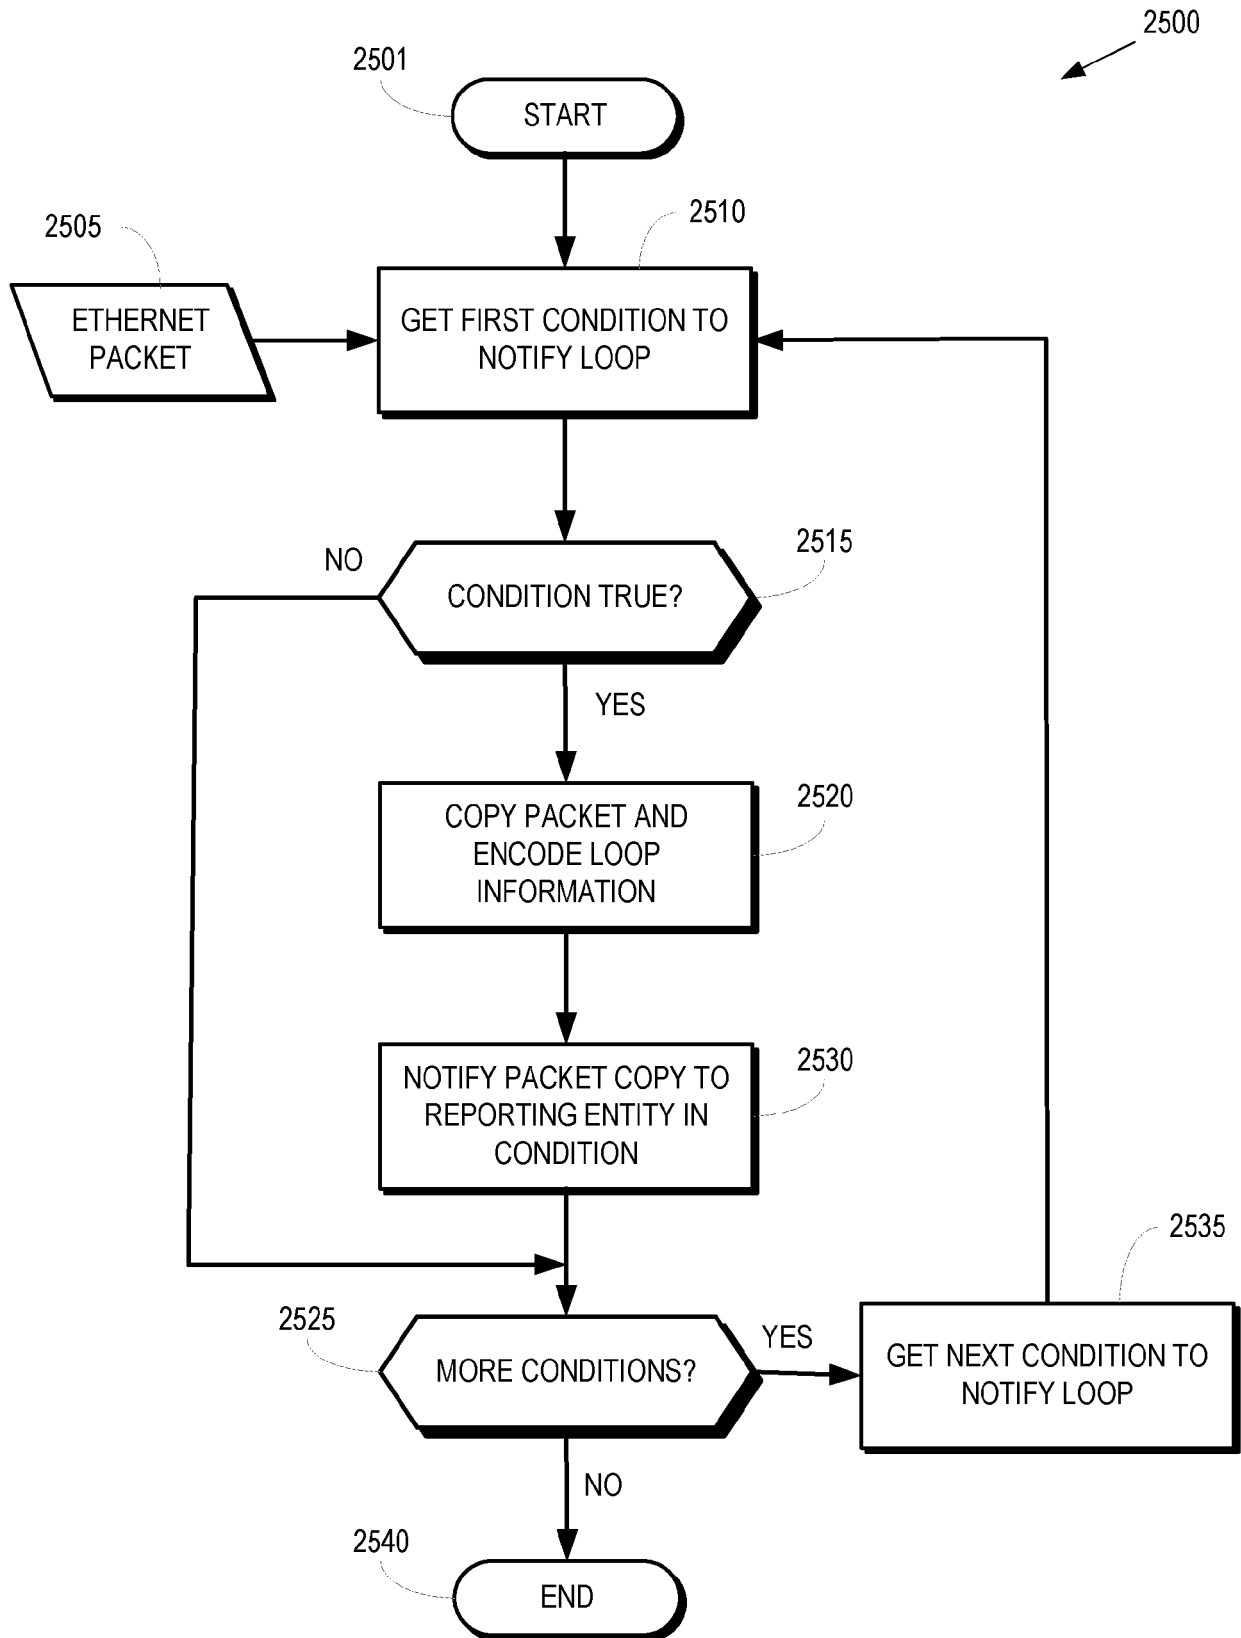 2500
2501
START
2505
2510
ETHERNET
PACKET
GET FIRST CONDITION TO
NOTIFY LOOP
NO
2515
CONDITION TRUE?
YES
2520
COPY PACKET AND
ENCODE LOOP
INFORMATION
2530
NOTIFY PACKET COPY TO
REPORTING ENTITY IN
CONDITION
2535
2525
YES
MORE CONDITIONS?
GET NEXT CONDITION TO
NOTIFY LOOP
NO
2540
END